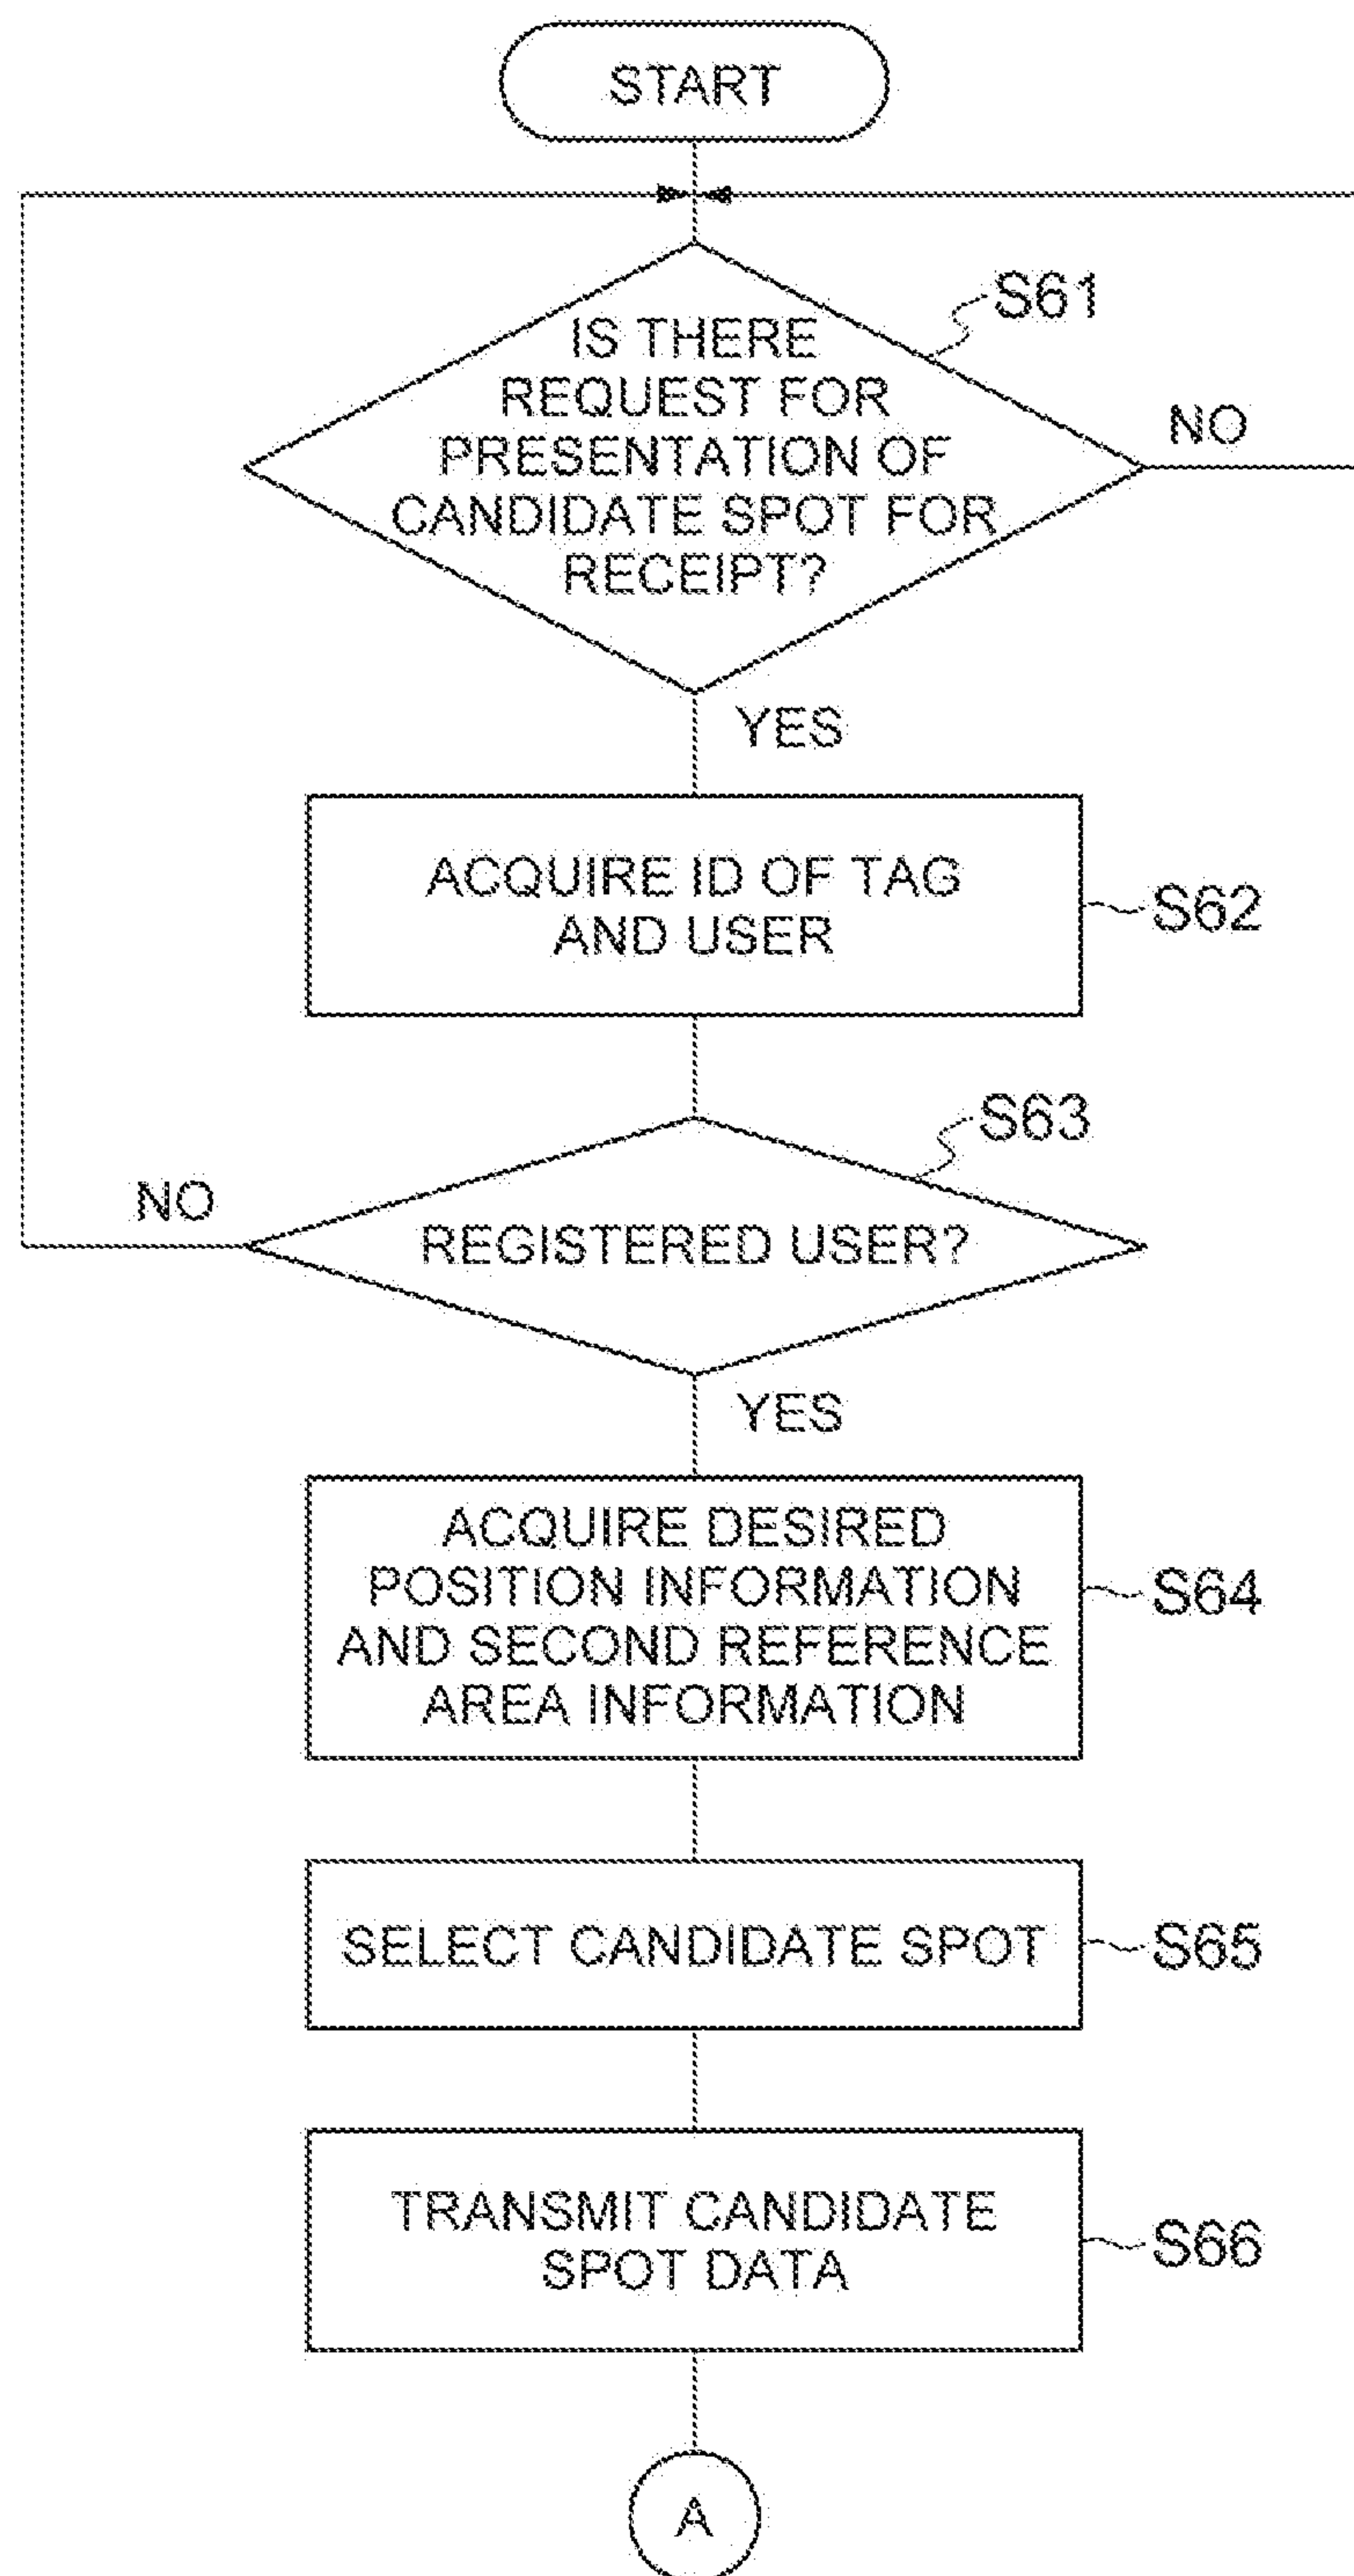 START
S61
IS THERE
REQUEST FOR
PRESENTATION OF
CANDIDATE SPOT FOR
RECEIPT?
NO
YES
ACQUIRE ID OF TAG
AND USER
S62
S63
NO
REGISTERED USER?
YES
ACQUIRE DESIRED
POSITION INFORMATION
AND SECOND REFERENCE
AREA INFORMATION
S64
SELECT CANDIDATE SPOT
S65
TRANSMIT CANDIDATE
SPOT DATA
S66
A